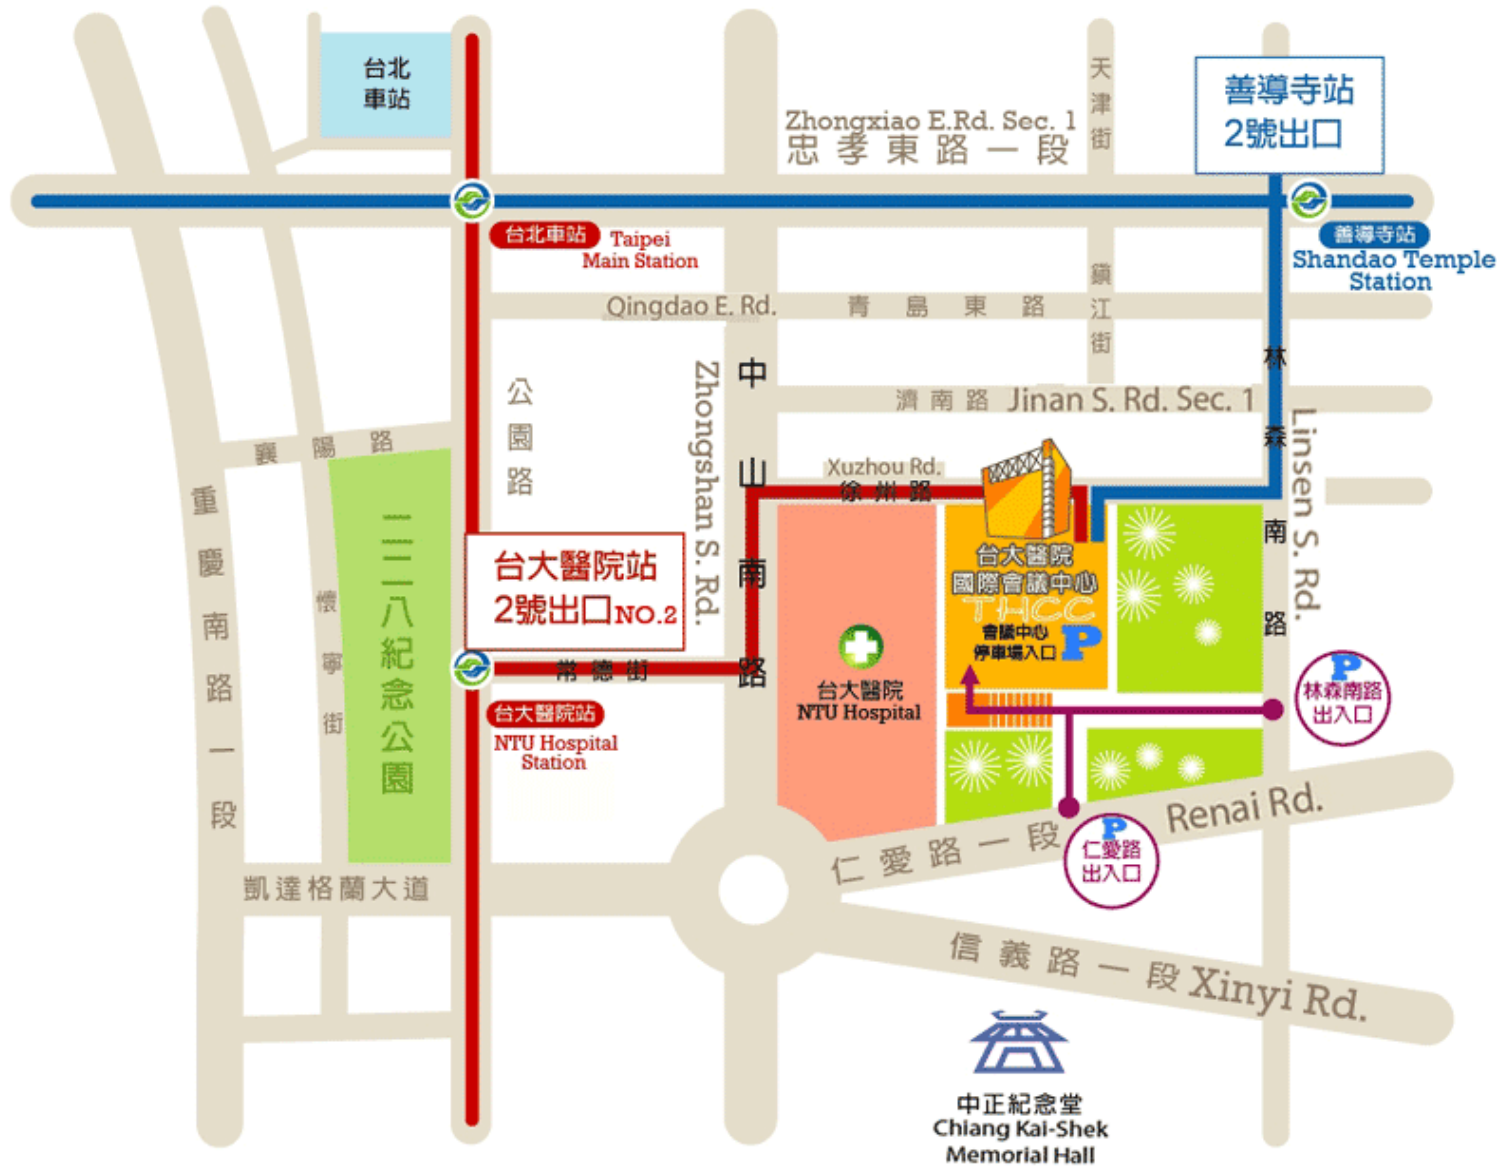 台北
車站
天津街
善導寺站
2號出口
Zhongxiao E.Rd. Sec. 1
忠孝東路一段
台北車站
Taipei
Main Station
善導寺站
Shandao Temple
Station
Qingdao E. Rd.
青島東路
鎮江街
公園路
Zhongshan S. Rd.
中山南路
濟南路 Jinan S. Rd. Sec. 1
林森南路
Linsen S. Rd.
襄陽路
Xuzhou Rd.
徐州路
重慶南路一段
懷寧街
二二八紀念公園
台大醫院站
2號出口NO.2
常德街
台大醫院站
NTU Hospital
Station
台大醫院
NTU Hospital
台大醫院
國際會議中心
THCC
會議中心
停車場入口
P
P
林森南路
出入口
P
仁愛路
出入口
仁愛路一段
Renai Rd.
凱達格蘭大道
信義路一段 Xinyi Rd.
中正紀念堂
Chiang Kai-Shek
Memorial Hall